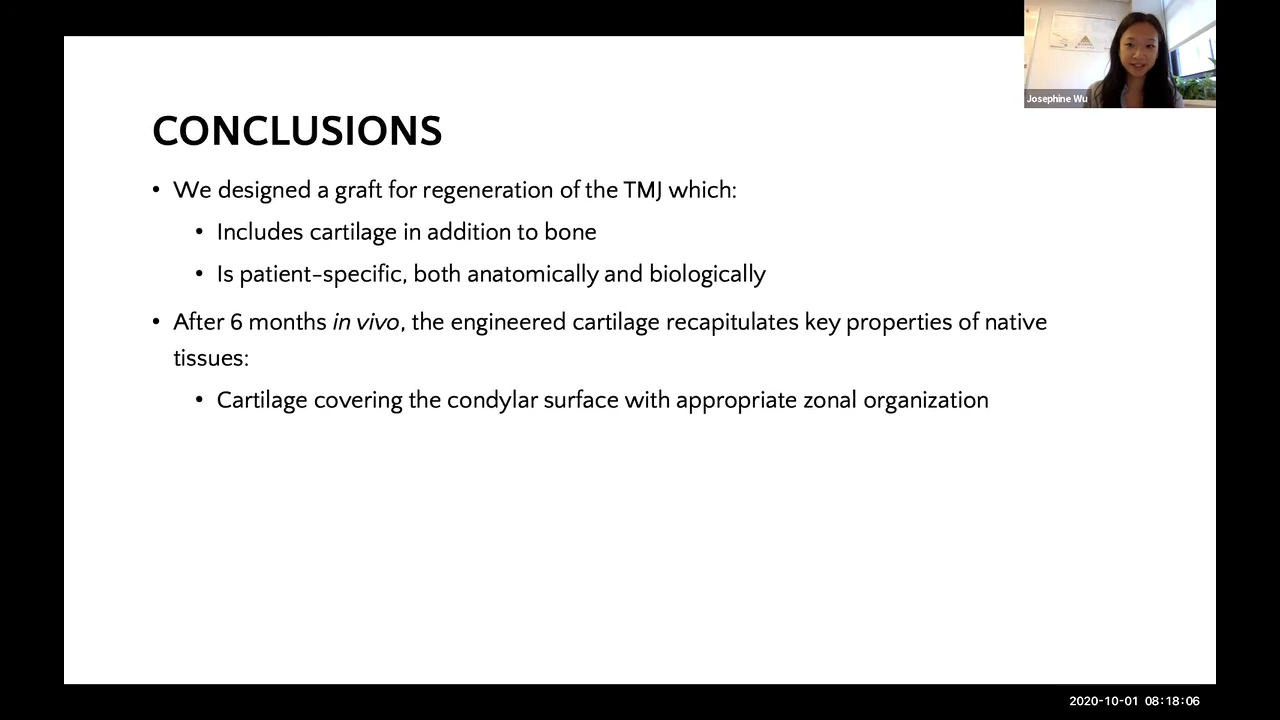 Josephine Wu
CONCLUSIONS
• We designed a graft for regeneration of the TMJ which:
• Includes cartilage in addition to bone
• Is patient-specific, both anatomically and biologically
• After 6 months in vivo, the engineered cartilage recapitulates key properties of native
tissues:
• Cartilage covering the condylar surface with appropriate zonal organization
2020-10-01 08:18:06